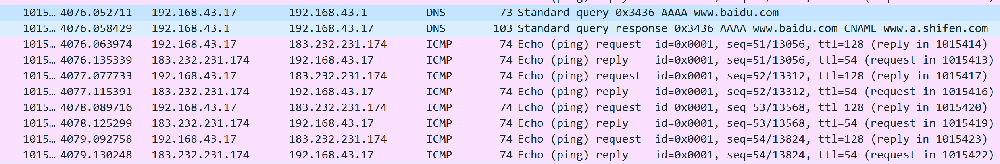 1015… 4076.052711 192.168.43.17 192.168.43.1 DNS 73 Standard query 0x3436 AAAA www.baidu.com
1015… 4076.058429 192.168.43.1 192.168.43.17 DNS 103 Standard query response 0x3436 AAAA www.baidu.com CNAME www.a.shifen.com
1015… 4076.063974 192.168.43.17 183.232.231.174 ICMP 74 Echo (ping) request id=0x0001, seq=51/13056, ttl=128 (reply in 1015414)
1015… 4076.135339 183.232.231.174 192.168.43.17 ICMP 74 Echo (ping) reply id=0x0001, seq=51/13056, ttl=54 (request in 1015413)
1015… 4077.077733 192.168.43.17 183.232.231.174 ICMP 74 Echo (ping) request id=0x0001, seq=52/13312, ttl=128 (reply in 1015417)
1015… 4077.115391 183.232.231.174 192.168.43.17 ICMP 74 Echo (ping) reply id=0x0001, seq=52/13312, ttl=54 (request in 1015416)
1015… 4078.089716 192.168.43.17 183.232.231.174 ICMP 74 Echo (ping) request id=0x0001, seq=53/13568, ttl=128 (reply in 1015420)
1015… 4078.125299 183.232.231.174 192.168.43.17 ICMP 74 Echo (ping) reply id=0x0001, seq=53/13568, ttl=54 (request in 1015419)
1015… 4079.092758 192.168.43.17 183.232.231.174 ICMP 74 Echo (ping) request id=0x0001, seq=54/13824, ttl=128 (reply in 1015423)
1015… 4079.130248 183.232.231.174 192.168.43.17 ICMP 74 Echo (ping) reply id=0x0001, seq=54/13824, ttl=54 (request in 1015422)